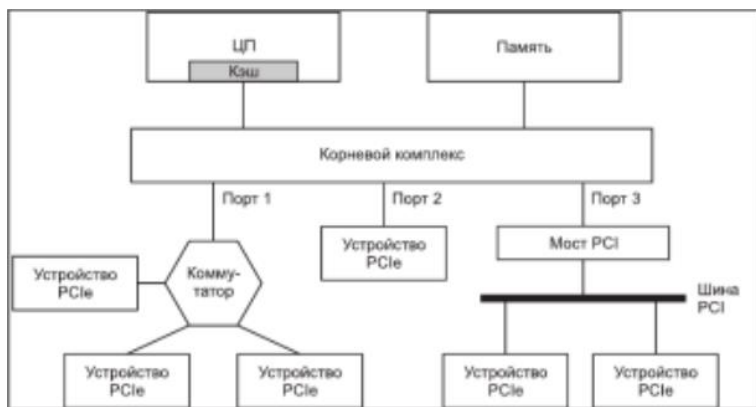 ЦП
Память
Кэш
Корневой комплекс
Порт 1
Порт 2
Порт 3
Устройство
PCIe
Комму-
татор
Устройство
PCIe
Мост PCI
Шина
PCI
Устройство
PCIe
Устройство
PCIe
Устройство
PCIe
Устройство
PCIe